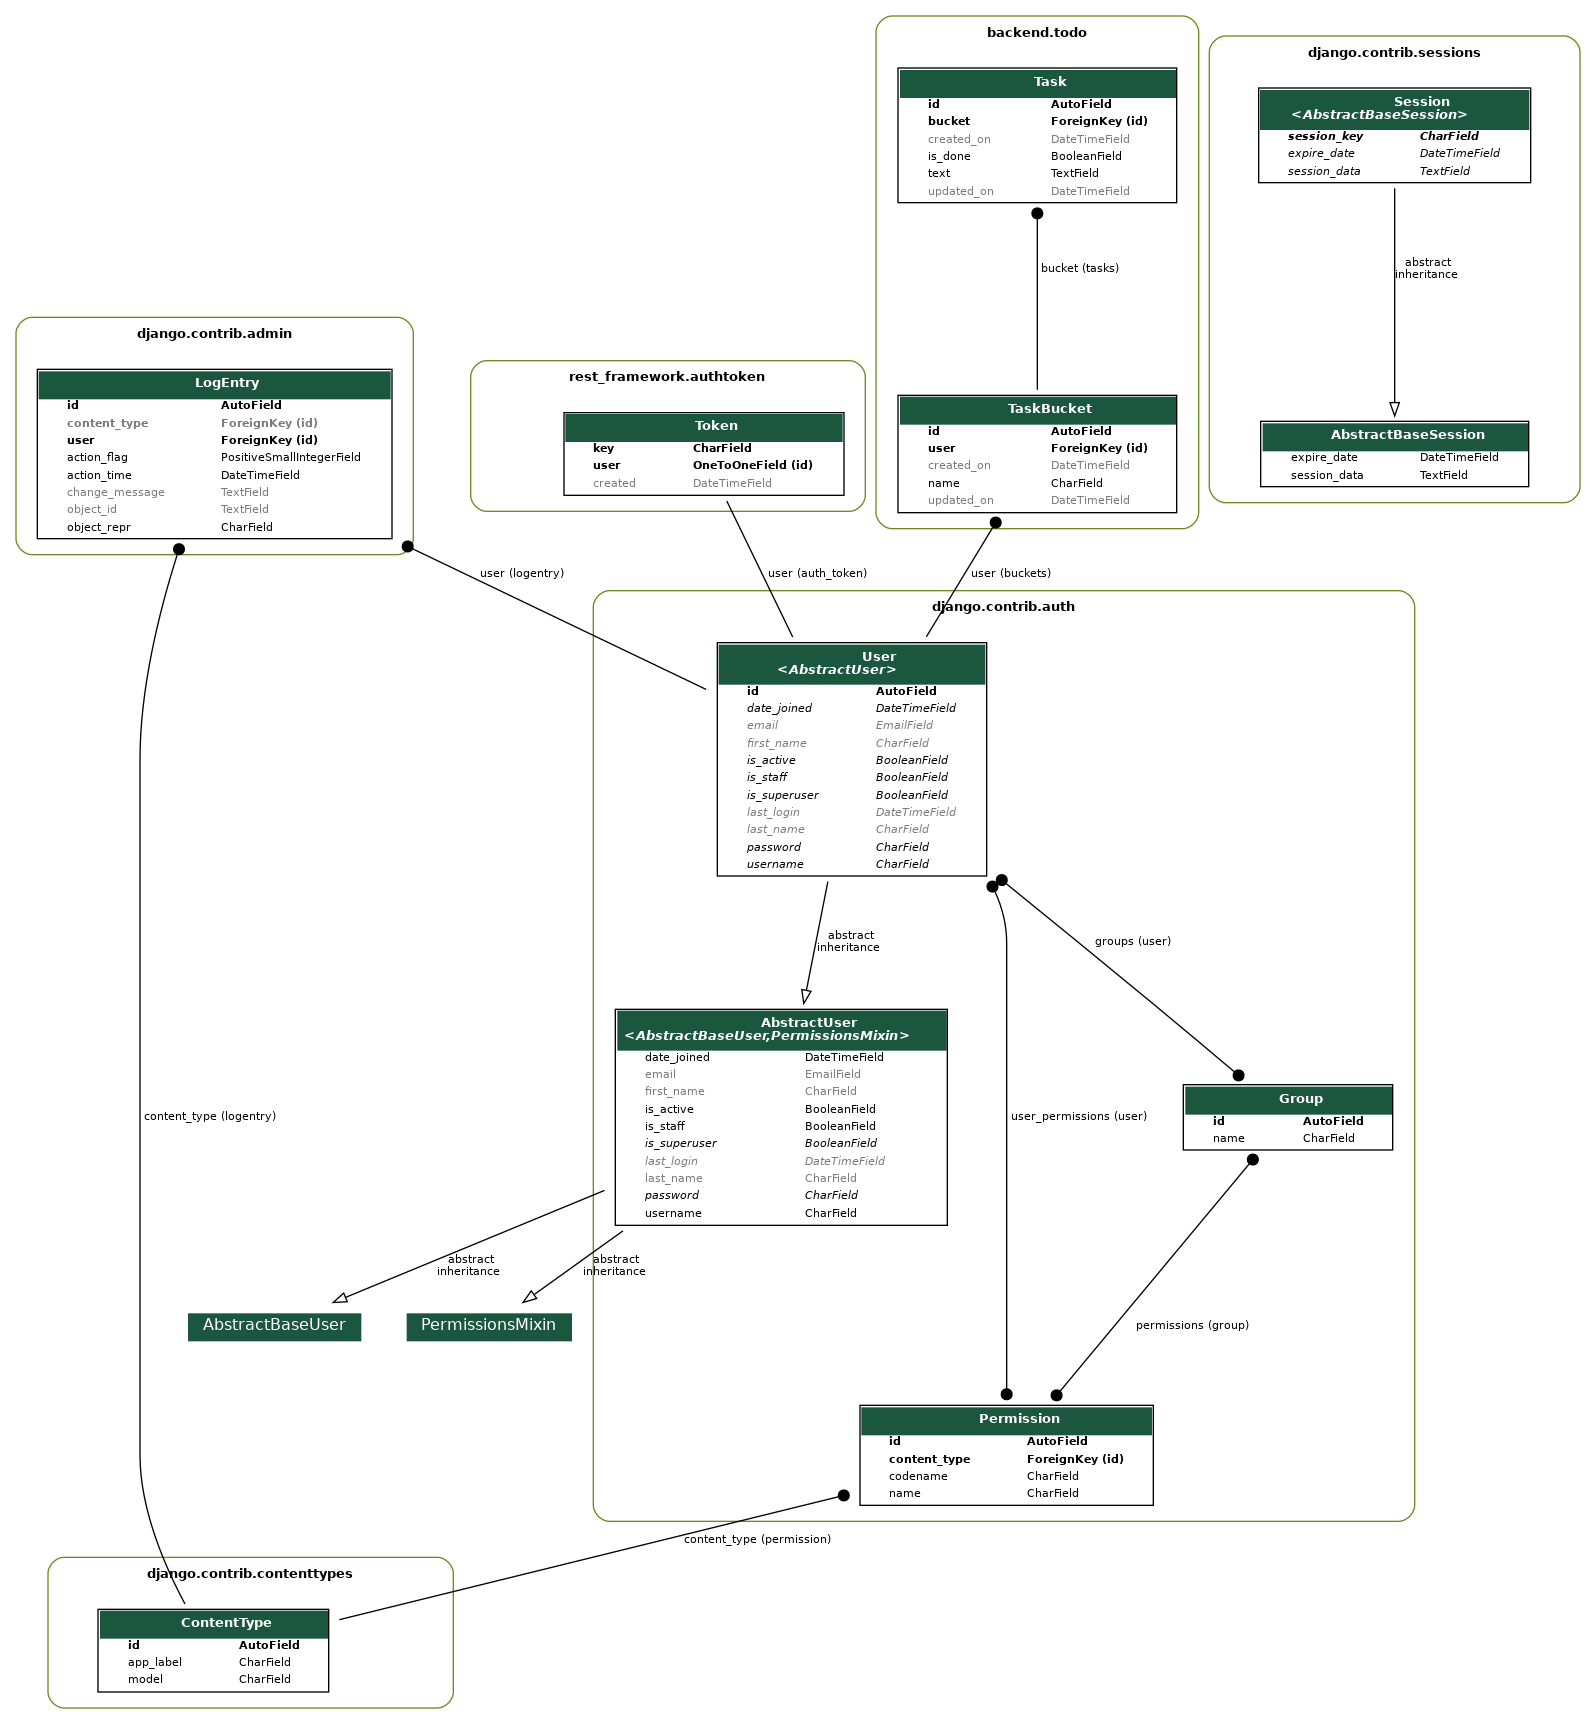 backend.todo
Task
id AutoField
bucket ForeignKey (id)
created_on DateTimeField
is_done BooleanField
text TextField
updated_on DateTimeField
bucket (tasks)
TaskBucket
id AutoField
user ForeignKey (id)
created_on DateTimeField
name CharField
updated_on DateTimeField
django.contrib.sessions
Session
<AbstractBaseSession>
session_key CharField
expire_date DateTimeField
session_data TextField
abstract
inheritance
AbstractBaseSession
expire_date DateTimeField
session_data TextField
django.contrib.admin
LogEntry
id AutoField
content_type ForeignKey (id)
user ForeignKey (id)
action_flag PositiveSmallIntegerField
action_time DateTimeField
change_message TextField
object_id TextField
object_repr CharField
rest_framework.authtoken
Token
key CharField
user OneToOneField (id)
created DateTimeField
user (logentry)
user (auth_token)
user (buckets)
django.contrib.auth
User
<AbstractUser>
id AutoField
date_joined DateTimeField
email EmailField
first_name CharField
is_active BooleanField
is_staff BooleanField
is_superuser BooleanField
last_login DateTimeField
last_name CharField
password CharField
username CharField
abstract
inheritance
groups (user)
AbstractUser
<AbstractBaseUser,PermissionsMixin>
date_joined DateTimeField
email EmailField
first_name CharField
is_active BooleanField
is_staff BooleanField
is_superuser BooleanField
last_login DateTimeField
last_name CharField
password CharField
username CharField
content_type (logentry)
user_permissions (user)
Group
id AutoField
name CharField
abstract
inheritance
abstract
inheritance
AbstractBaseUser
PermissionsMixin
permissions (group)
Permission
id AutoField
content_type ForeignKey (id)
codename CharField
name CharField
content_type (permission)
django.contrib.contenttypes
ContentType
id AutoField
app_label CharField
model CharField